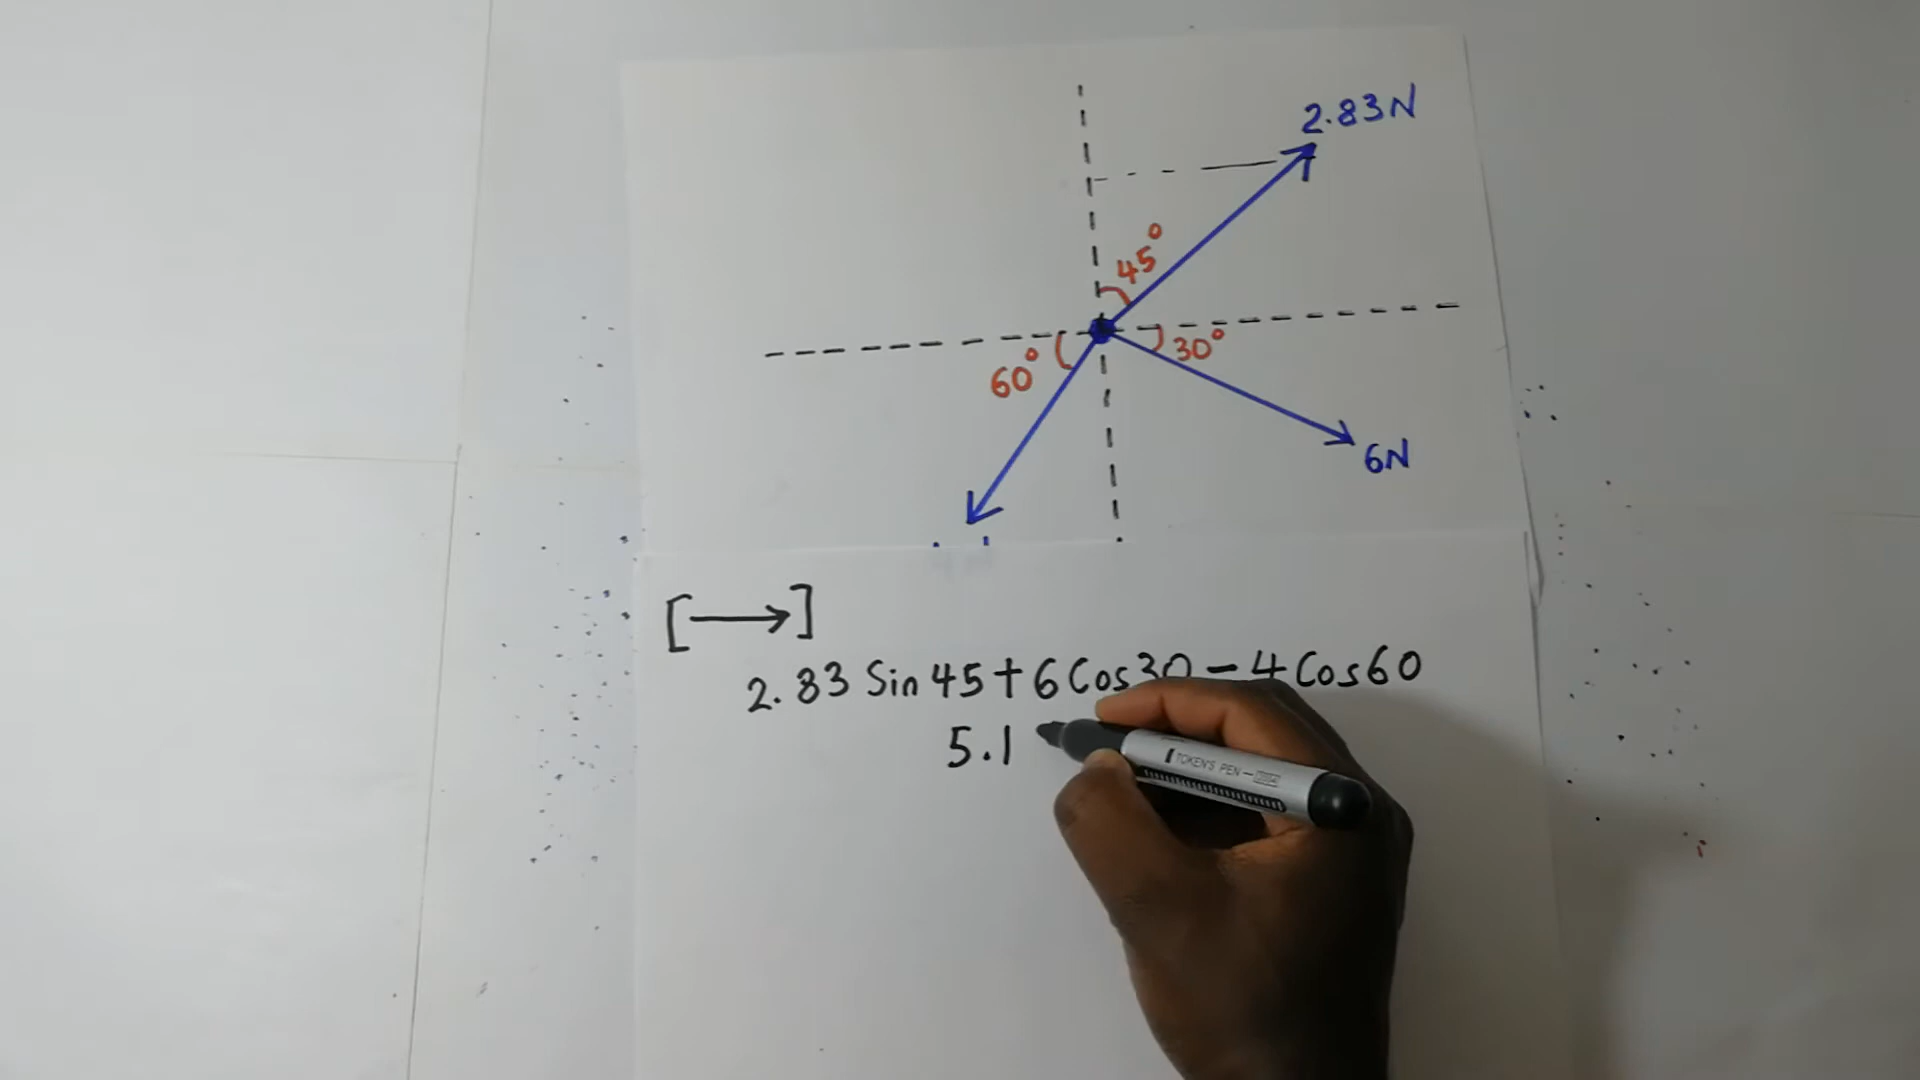 2.83N
45°
60°
30°
6N
[→]
2.83 Sin 45 + 6 Cos 30 - 4 Cos 60
5.1
TOKEN'S PEN